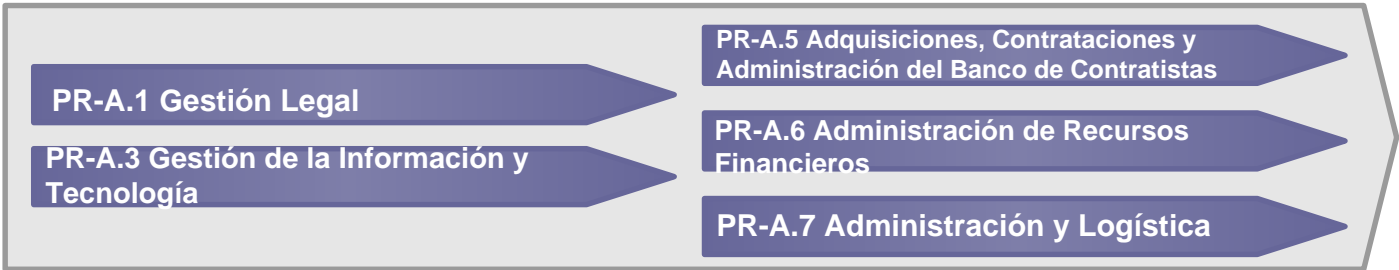 PR-A.1 Gestión Legal
PR-A.3 Gestión de la Información y
Tecnología
PR-A.5 Adquisiciones, Contrataciones y
Administración del Banco de Contratistas
PR-A.6 Administración de Recursos
Financieros
PR-A.7 Administración y Logística